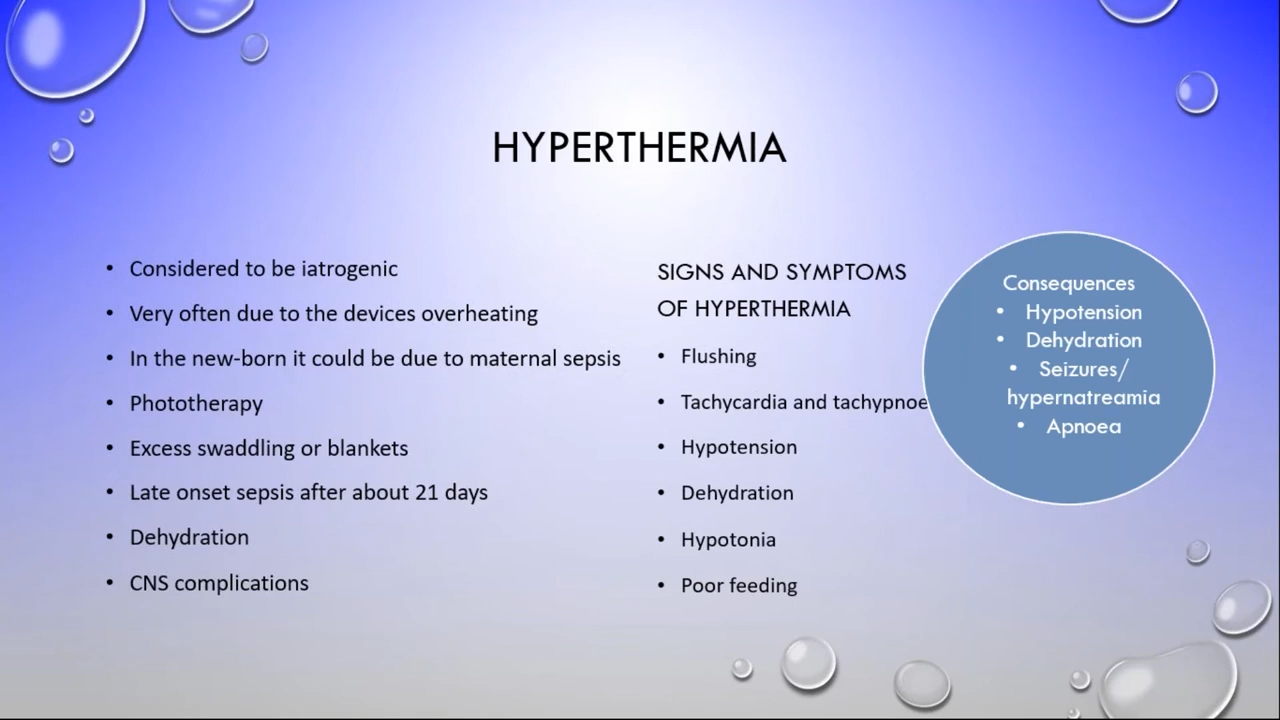 HYPERTHERMIA
• Considered to be iatrogenic
• Very often due to the devices overheating
• In the new-born it could be due to maternal sepsis
• Phototherapy
• Excess swaddling or blankets
• Late onset sepsis after about 21 days
• Dehydration
• CNS complications
SIGNS AND SYMPTOMS
OF HYPERTHERMIA
• Flushing
• Tachycardia and tachypnoe
• Hypotension
• Dehydration
• Hypotonia
• Poor feeding
Consequences
• Hypotension
• Dehydration
• Seizures/
hypernatreamia
• Apnoea